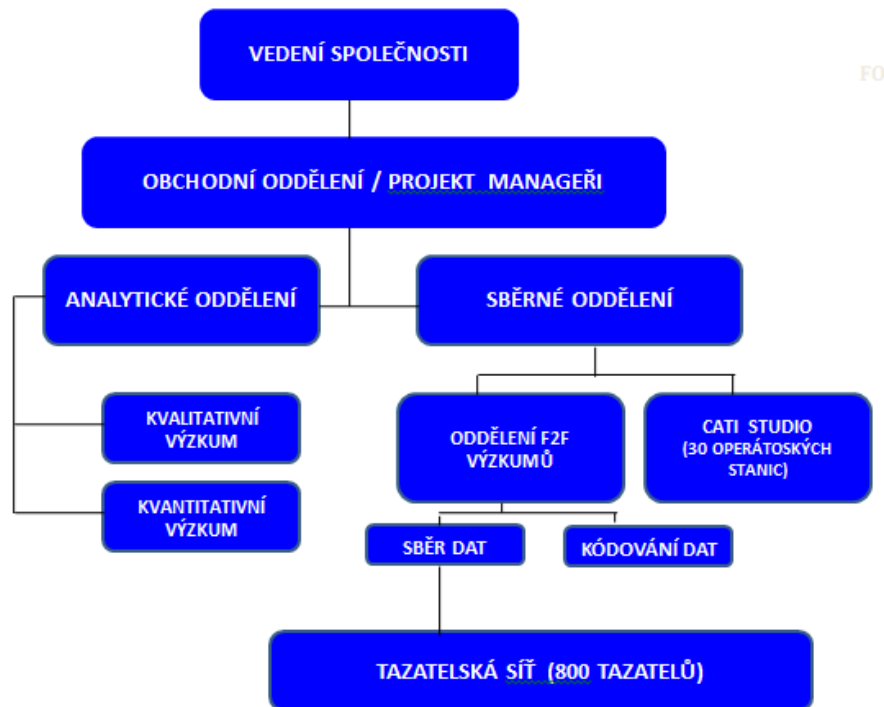 VEDENÍ SPOLEČNOSTI
FO
OBCHODNÍ ODDĚLENÍ / PROJEKT MANAGEŘI
ANALYTICKÉ ODDĚLENÍ
SBĚRNÉ ODDĚLENÍ
KVALITATIVNÍ
VÝZKUM
KVANTITATIVNÍ
VÝZKUM
ODDĚLENÍ F2F
VÝZKUMŮ
CATI STUDIO
(30 OPERÁTOSKÝCH
STANIC)
SBĚR DAT
KÓDOVÁNÍ DAT
TAZATELSKÁ SÍŤ (800 TAZATELŮ)